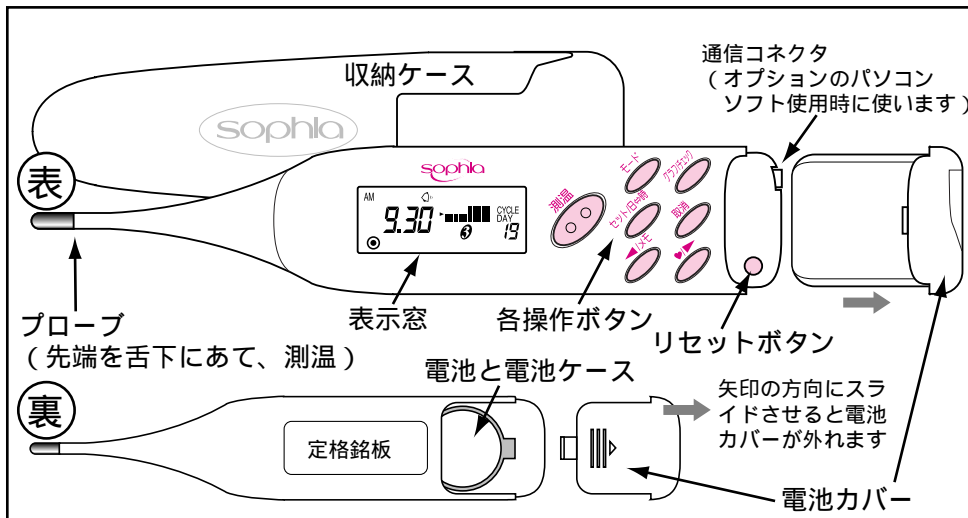 収納ケース
通信コネクタ
(オプションのパソコン
ソフト使用時に使います)
sophia
表
sophia
AM
9.30
CYCLE
DAY
19
3
測温
モード
グラフ/チェック
セット/日⇔時
取消
◀/メモ
♥/▶
プローブ
(先端を舌下にあて、測温)
表示窓
各操作ボタン
リセットボタン
電池と電池ケース
裏
定格銘板
矢印の方向にスラ
イドさせると電池
カバーが外れます
電池カバー